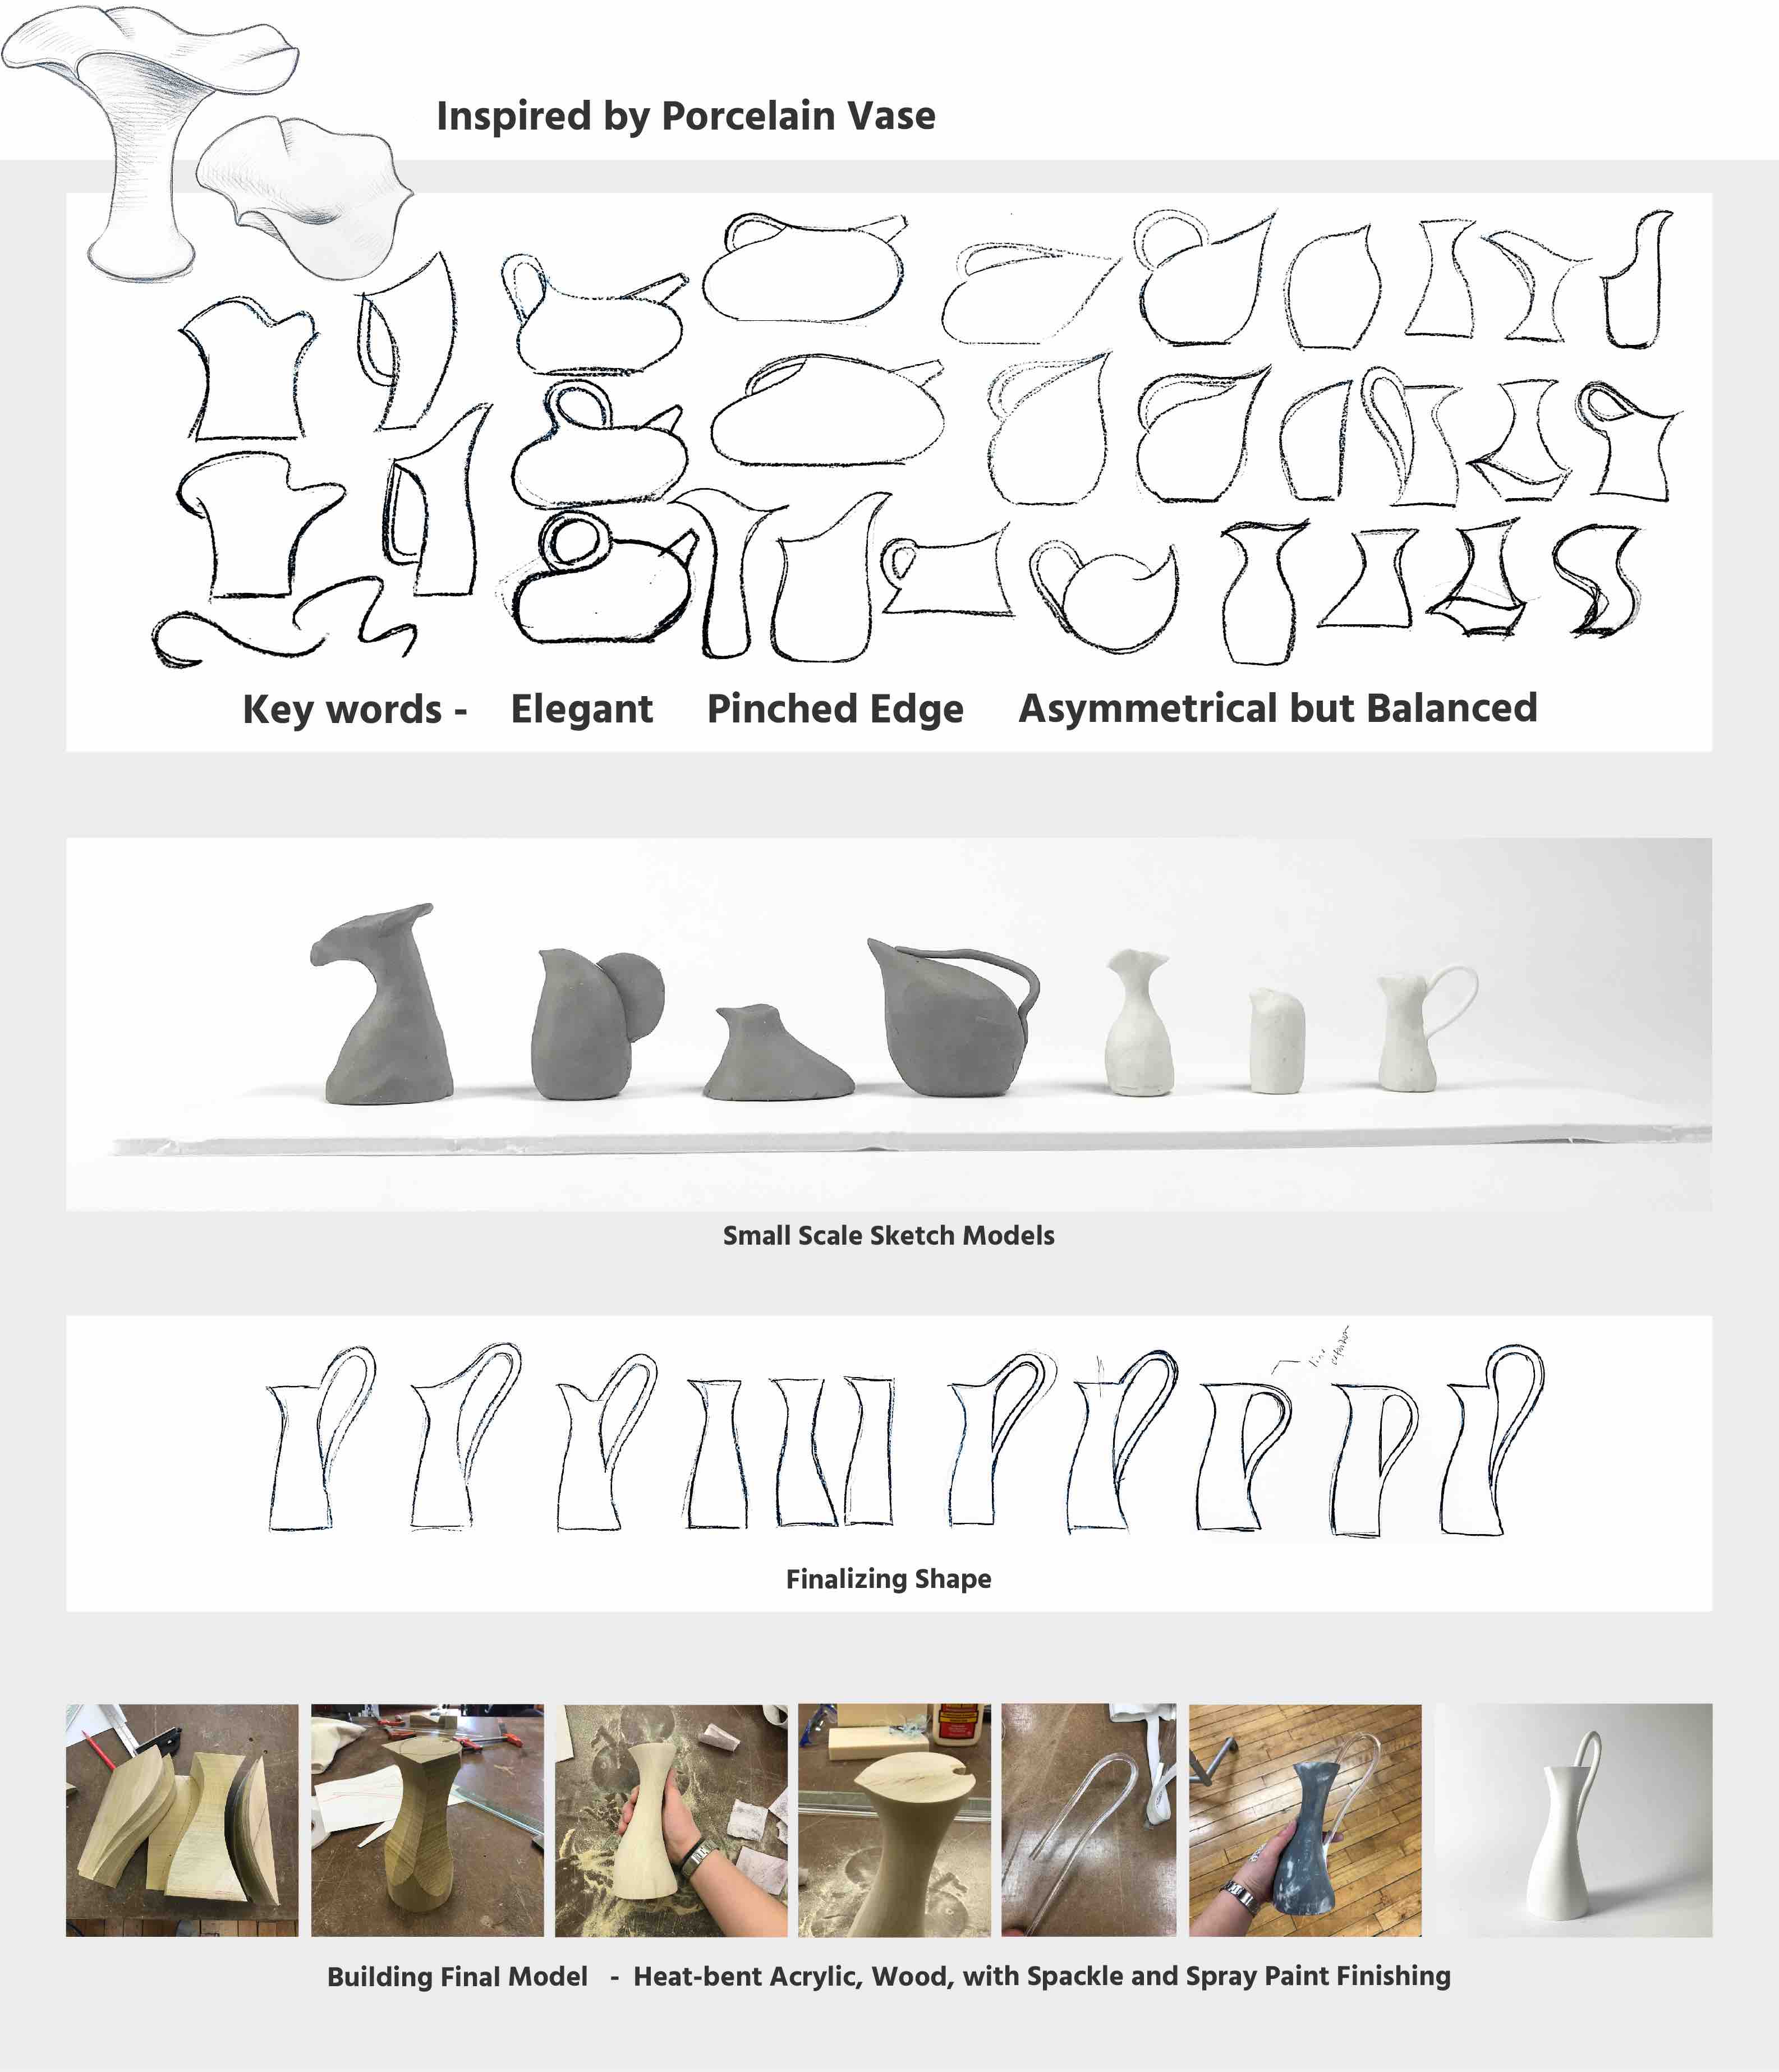 Inspired by Porcelain Vase
Key words - Elegant Pinched Edge Asymmetrical but Balanced
Small Scale Sketch Models
Finalizing Shape
Building Final Model - Heat-bent Acrylic, Wood, with Spackle and Spray Paint Finishing